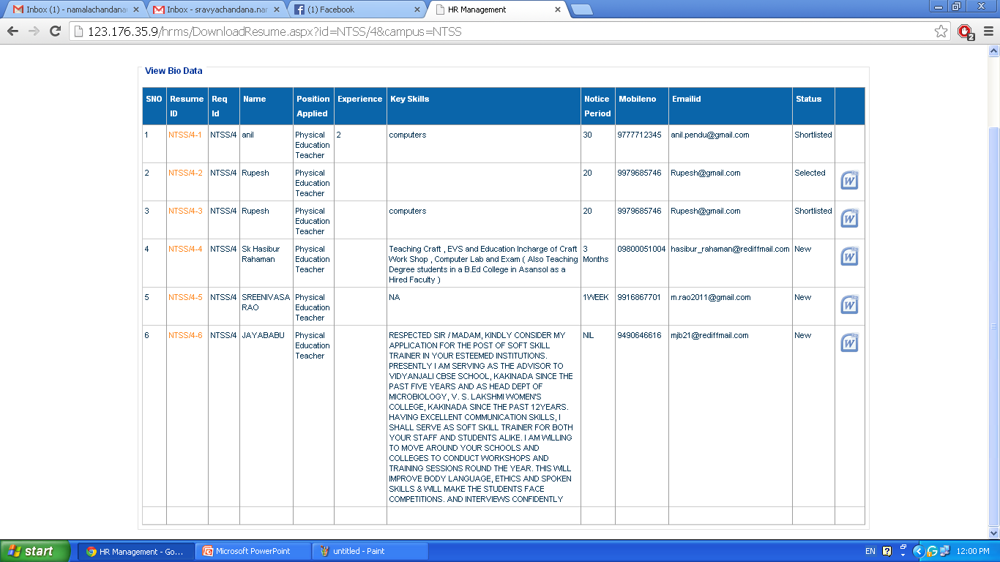 Inbox (1) - namalachandana
Inbox - sravyachandana.nar
(1) Facebook
HR Management
123.176.35.9/hrms/DownloadResume.aspx?id=NTSS/4&campus=NTSS
2
View Bio Data
SNO Resume ID Req Id Name Position Applied Experience Key Skills Notice Period Mobileno Emailid Status
1 NTSS/4-1 NTSS/4 anil Physical Education Teacher 2 computers 30 9777712345 anil.pendu@gmail.com Shortlisted
2 NTSS/4-2 NTSS/4 Rupesh Physical Education Teacher 20 9979685746 Rupesh@gmail.com Selected
W
3 NTSS/4-3 NTSS/4 Rupesh Physical Education Teacher computers 20 9979685746 Rupesh@gmail.com Shortlisted
W
4 NTSS/4-4 NTSS/4 Sk Hasibur Rahaman Physical Education Teacher
Teaching Craft , EVS and Education Incharge of Craft
Work Shop , Computer Lab and Exam ( Also Teaching
Degree students in a B.Ed College in Asansol as a
Hired Faculty )
3 Months 09800051004 hasibur_rahaman@rediffmail.com New
W
5 NTSS/4-5 NTSS/4 SREENIVASA RAO Physical Education Teacher NA 1WEEK 9916867701 m.rao2011@gmail.com New
W
6 NTSS/4-6 NTSS/4 JAYABABU Physical Education Teacher
RESPECTED SIR / MADAM, KINDLY CONSIDER MY
APPLICATION FOR THE POST OF SOFT SKILL
TRAINER IN YOUR ESTEEMED INSTITUTIONS.
PRESENTLY I AM SERVING AS THE ADVISOR TO
VIDYANJALI CBSE SCHOOL, KAKINADA SINCE THE
PAST FIVE YEARS AND AS HEAD DEPT OF
MICROBIOLOGY, V. S. LAKSHMI WOMEN'S
COLLEGE, KAKINADA SINCE THE PAST 12YEARS.
HAVING EXCELLENT COMMUNICATION SKILLS, I
SHALL SERVE AS SOFT SKILL TRAINER FOR BOTH
YOUR STAFF AND STUDENTS ALIKE. I AM WILLING
TO MOVE AROUND YOUR SCHOOLS AND
COLLEGES TO CONDUCT WORKSHOPS AND
TRAINING SESSIONS ROUND THE YEAR. THIS WILL
IMPROVE BODY LANGUAGE, ETHICS AND SPOKEN
SKILLS & WILL MAKE THE STUDENTS FACE
COMPETITIONS. AND INTERVIEWS CONFIDENTLY
NIL 9490646616 mjb21@rediffmail.com New
W
start
HR Management - Go...
Microsoft PowerPoint
untitled - Paint
EN
12:00 PM